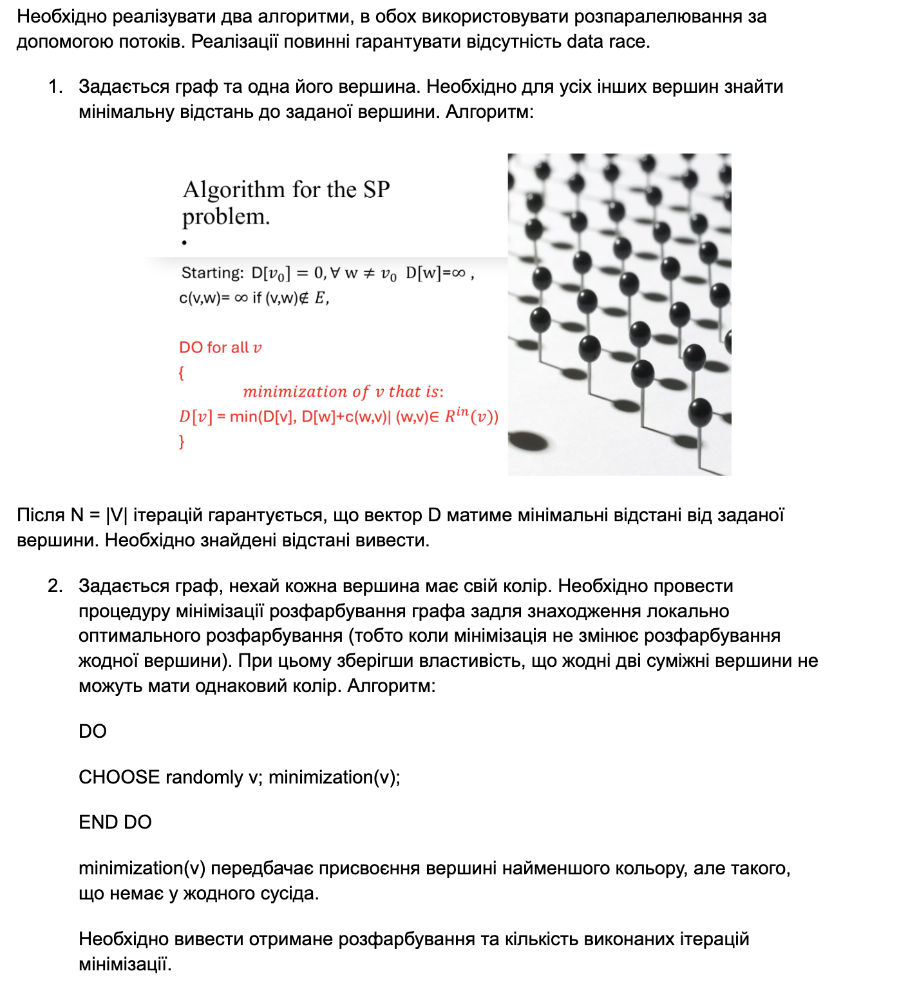 Необхідно реалізувати два алгоритми, в обох використовувати розпаралелювання за
допомогою потоків. Реалізації повинні гарантувати відсутність data race.
1. Задається граф та одна його вершина. Необхідно для усіх інших вершин знайти
мінімальну відстань до заданої вершини. Алгоритм:
Algorithm for the SP
problem.
•
Starting: D[v₀] = 0,∀ w ≠ v₀ D[w]=∞ ,
c(v,w)= ∞ if (v,w)∉ E,
DO for all v
{
minimization of v that is:
D[v] = min(D[v], D[w]+c(w,v)| (w,v)∈ Rⁱⁿ(v))
}
Після N = |V| ітерацій гарантується, що вектор D матиме мінімальні відстані від заданої
вершини. Необхідно знайдені відстані вивести.
2. Задається граф, нехай кожна вершина має свій колір. Необхідно провести
процедуру мінімізації розфарбування графа задля знаходження локально
оптимального розфарбування (тобто коли мінімізація не змінює розфарбування
жодної вершини). При цьому зберігши властивість, що жодні дві суміжні вершини не
можуть мати однаковий колір. Алгоритм:
DO
CHOOSE randomly v; minimization(v);
END DO
minimization(v) передбачає присвоєння вершині найменшого кольору, але такого,
що немає у жодного сусіда.
Необхідно вивести отримане розфарбування та кількість виконаних ітерацій
мінімізації.